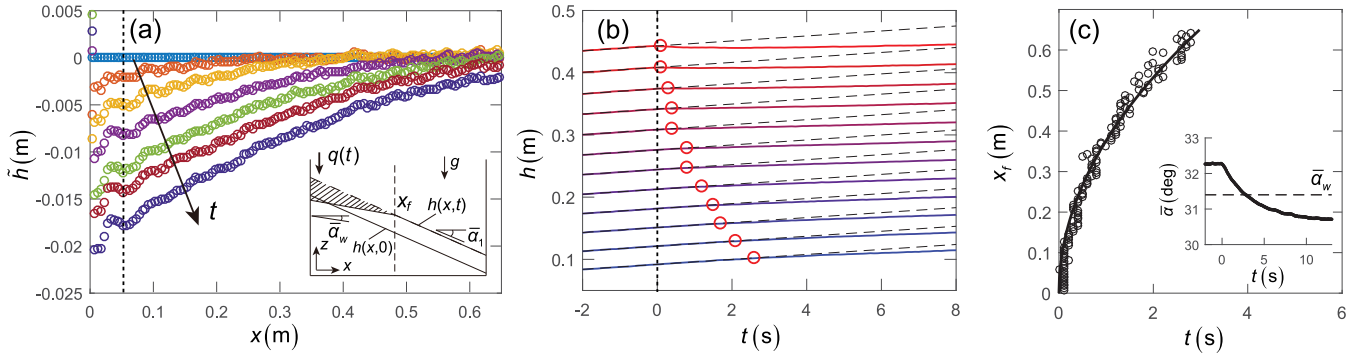 (a)
0.005
0
-0.005
-0.01
-0.015
-0.02
-0.025
h̃ (m)
0
0.1
0.2
0.3
0.4
0.5
0.6
x (m)
t
q(t)
g
x_f
h(x,t)
ᾱ_w
ᾱ_1
h(x,0)
z
x
(b)
0.5
0.4
0.3
0.2
0.1
h (m)
-2
0
2
4
6
8
t (s)
(c)
0.6
0.5
0.4
0.3
0.2
0.1
0
x_f (m)
0
2
4
6
t (s)
33
32
31
30
ᾱ (deg)
ᾱ_w
0
5
10
t (s)